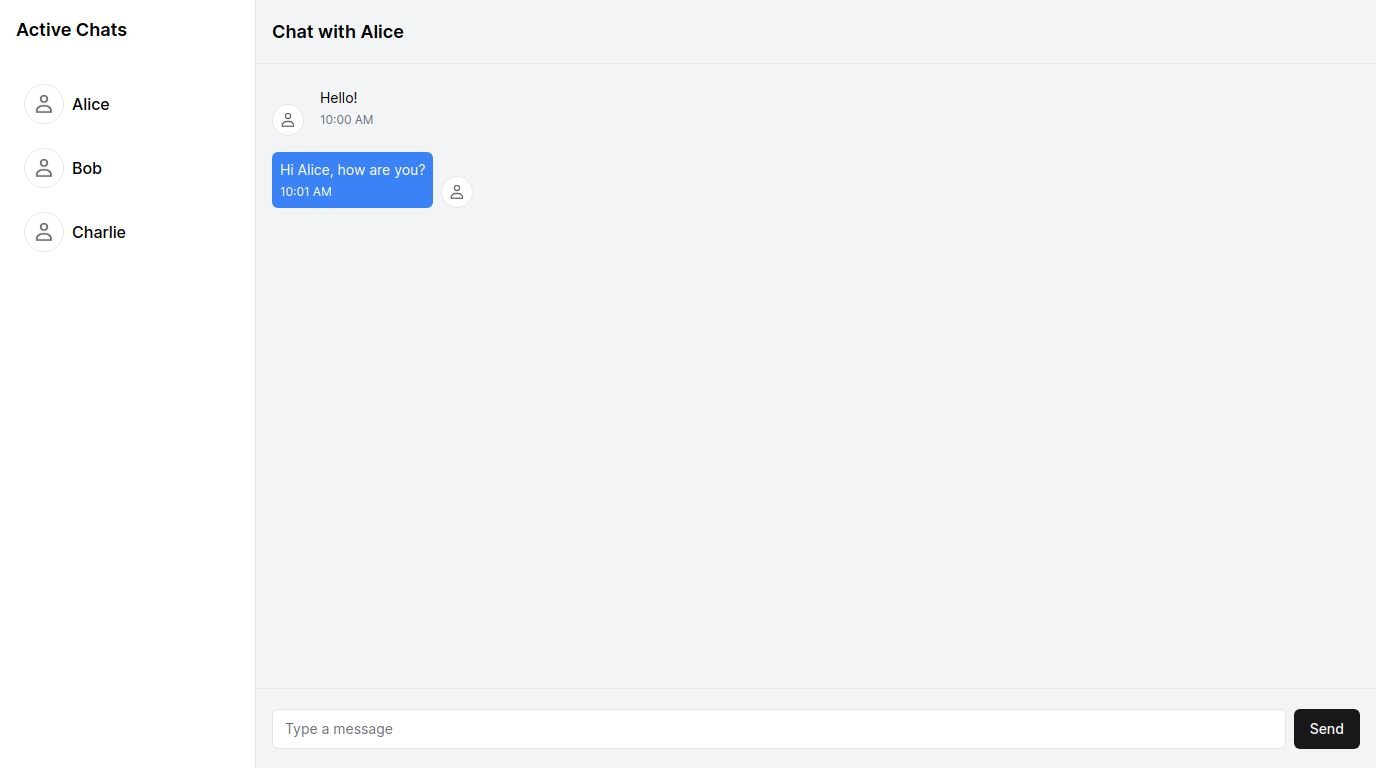 Active Chats
Alice
Bob
Charlie
Chat with Alice
Hello!
10:00 AM
Hi Alice, how are you?
10:01 AM
Type a message
Send